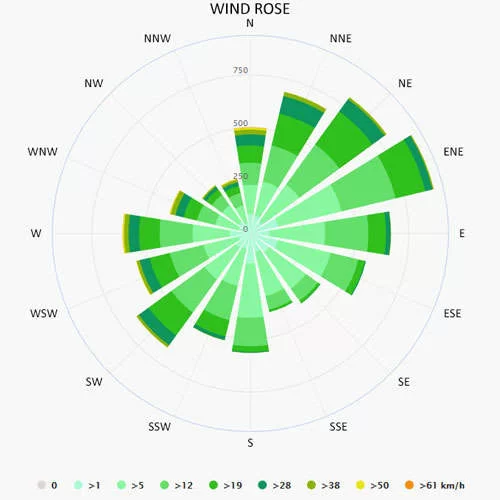 WIND ROSE
N
NNW
NNE
NW
NE
750
500
WNW
ENE
250
0
W
E
WSW
ESE
SW
SE
SSW
SSE
S
0 >1 >5 >12 >19 >28 >38 >50 >61 km/h